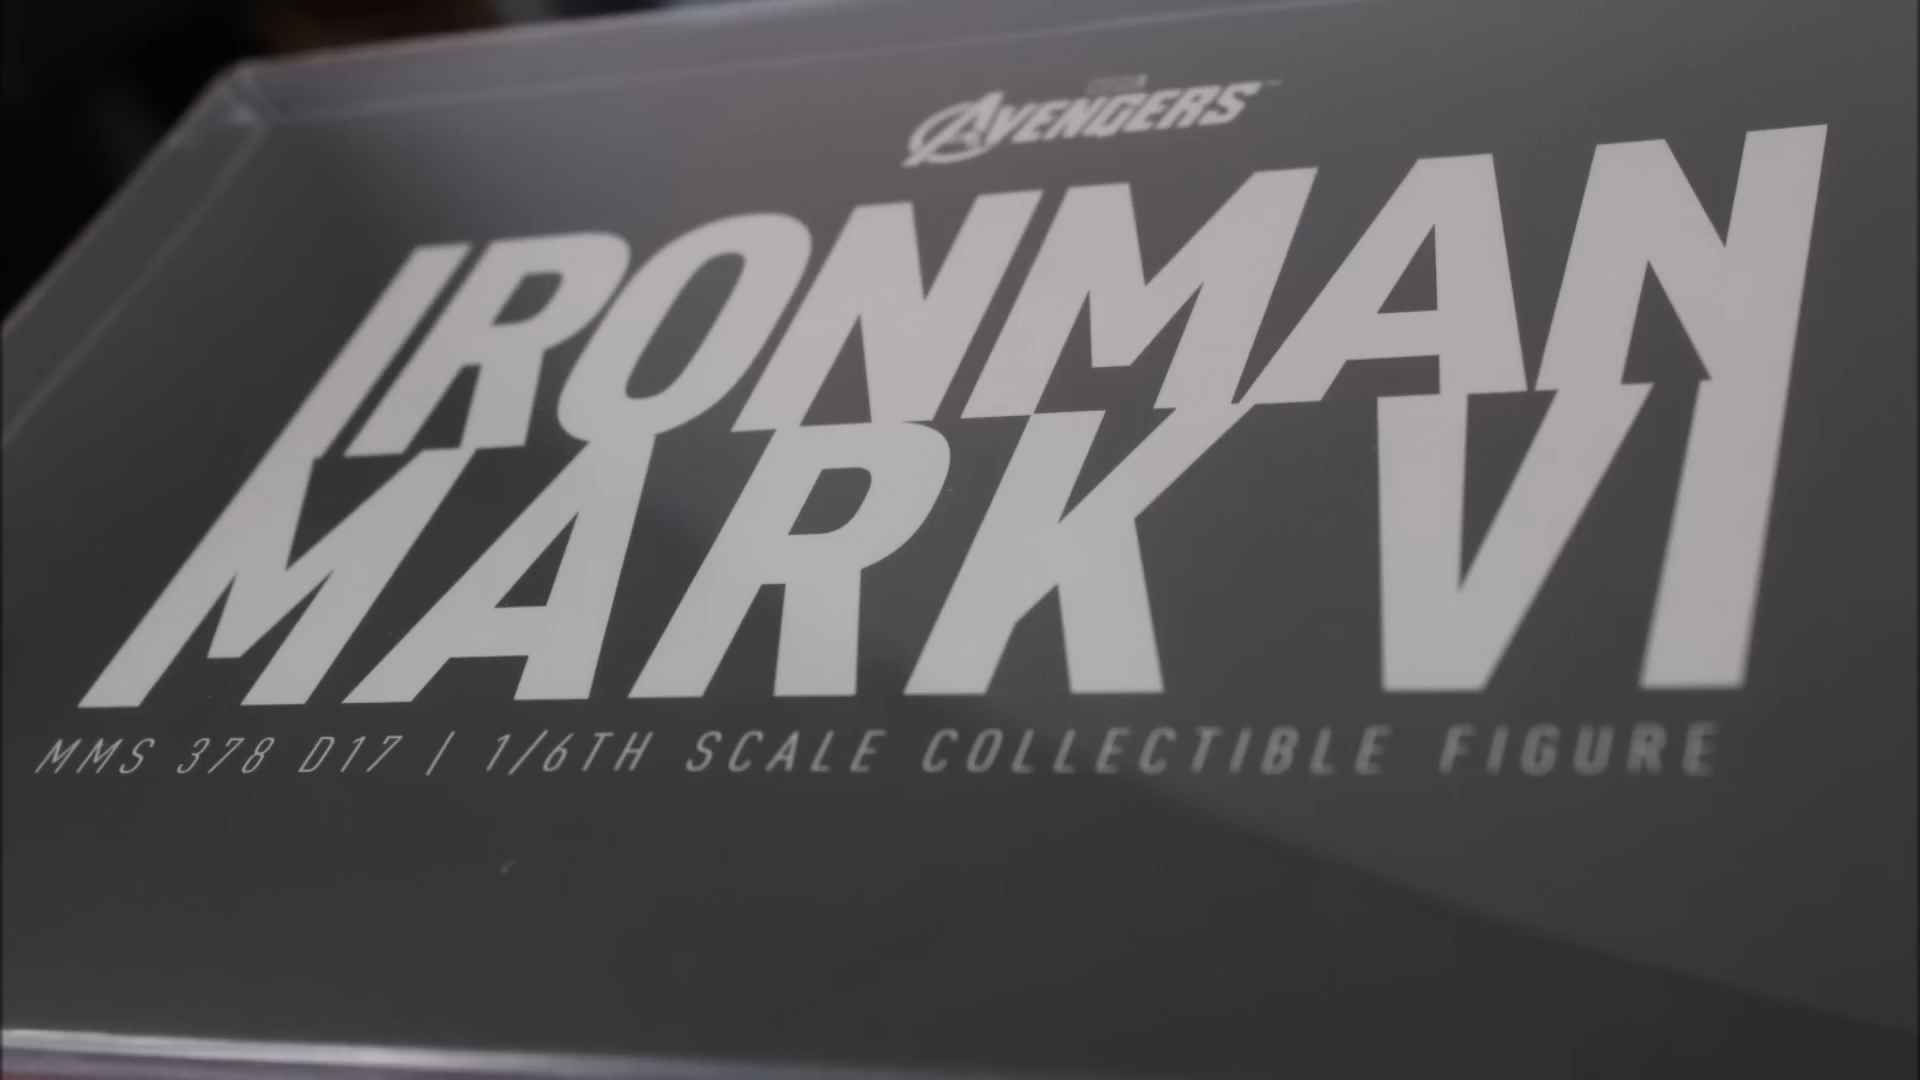 AVENGERS
IRONMAN
MARK VI
MMS 378 D17 | 1/6TH SCALE COLLECTIBLE FIGURE